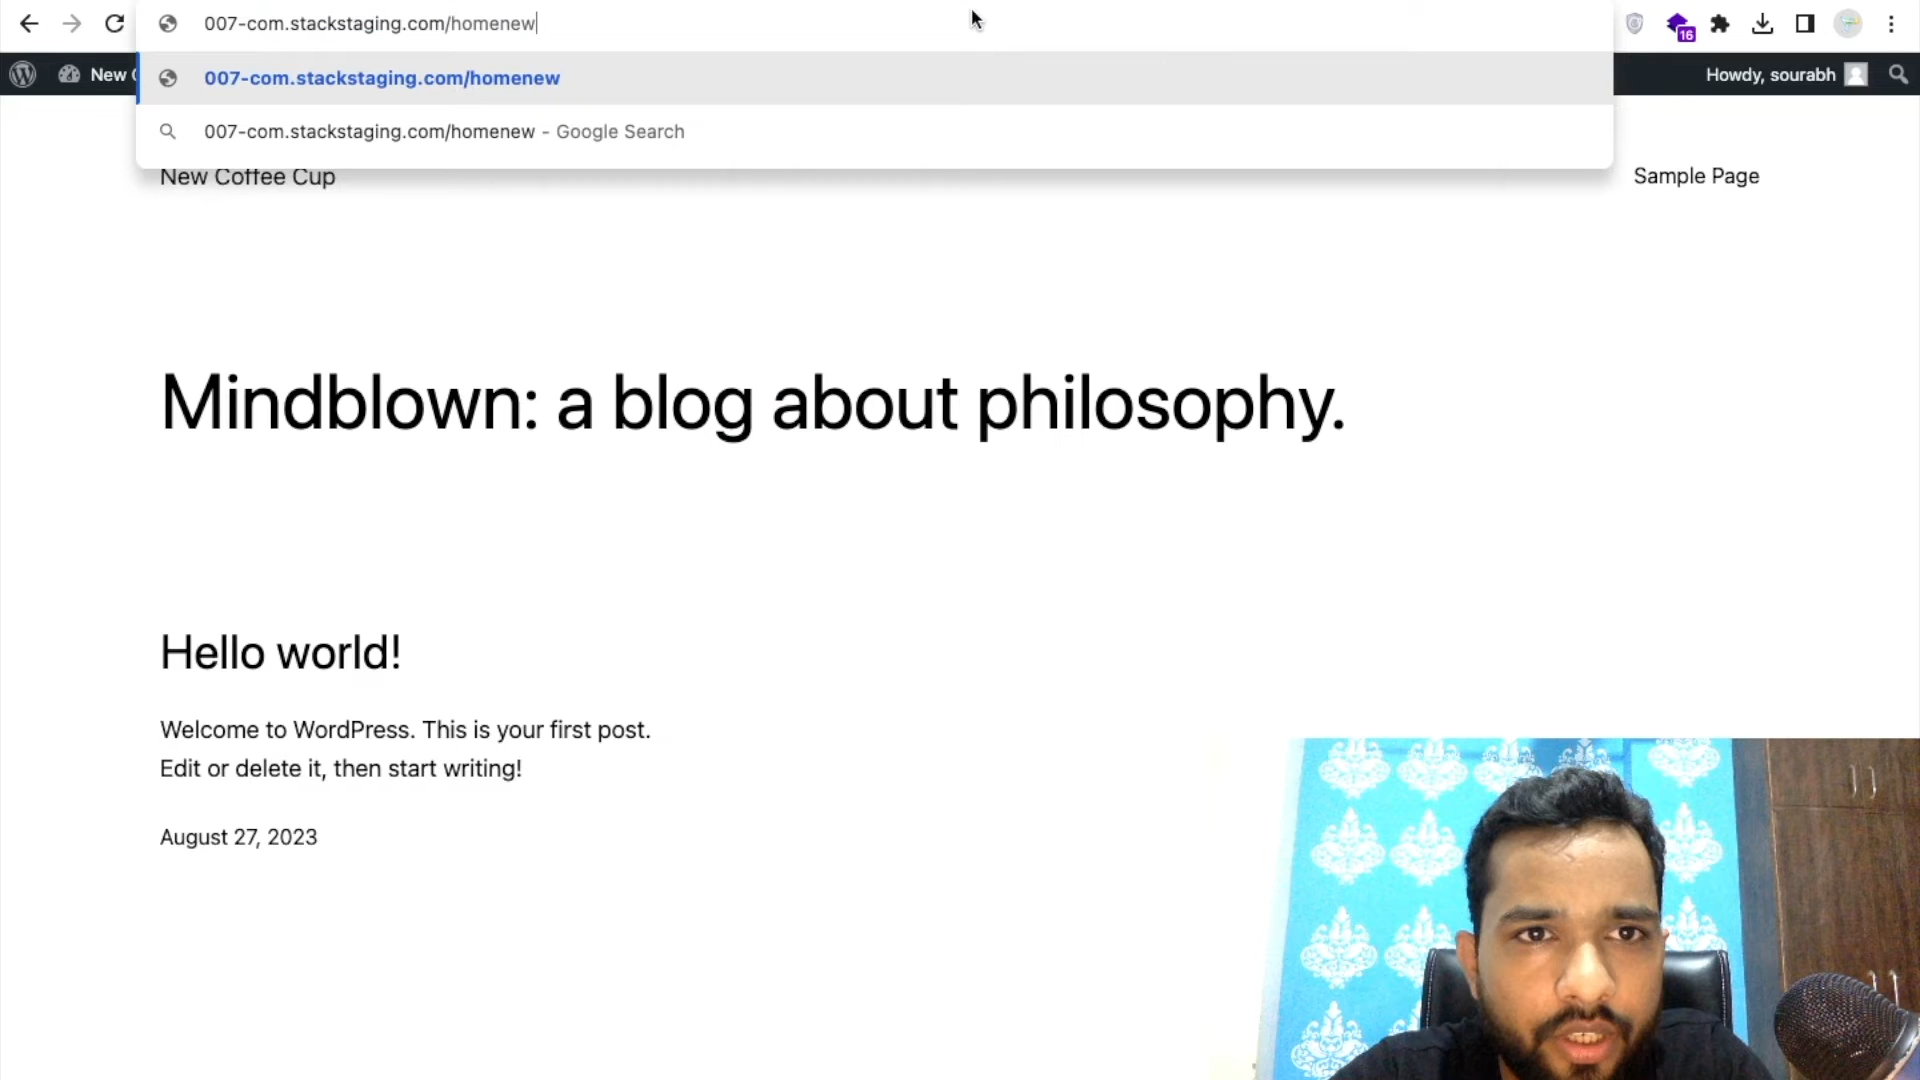 007-com.stackstaging.com/homenew
16
007-com.stackstaging.com/homenew
New C
Howdy, sourabh
007-com.stackstaging.com/homenew - Google Search
New Coffee Cup
Sample Page
Mindblown: a blog about philosophy.
Hello world!
Welcome to WordPress. This is your first post.
Edit or delete it, then start writing!
August 27, 2023